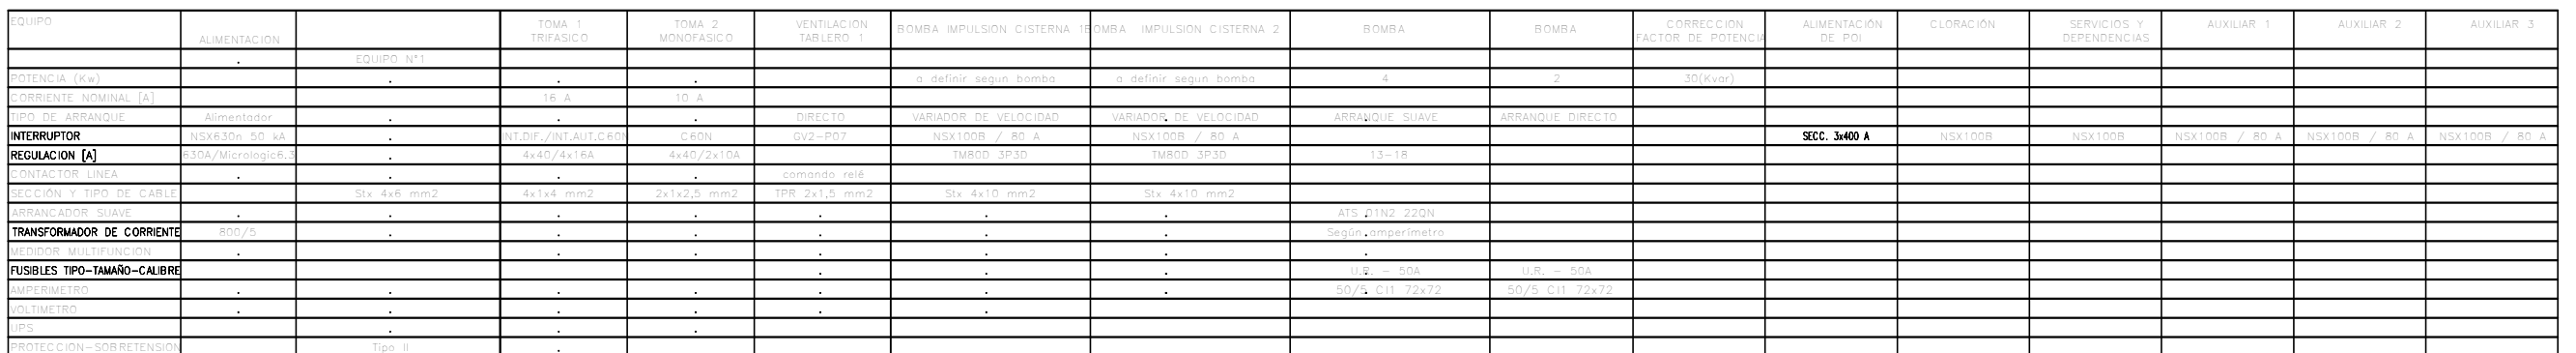 EQUIPO ALIMENTACION TOMA 1 TRIFASICO TOMA 2 MONOFASICO VENTILACION TABLERO 1 BOMBA IMPULSION CISTERNA 1 BOMBA IMPULSION CISTERNA 2 BOMBA BOMBA CORRECCION FACTOR DE POTENCIA ALIMENTACIÓN DE POI CLORACIÓN SERVICIOS Y DEPENDENCIAS AUXILIAR 1 AUXILIAR 2 AUXILIAR 3
. EQUIPO N°1
POTENCIA (Kw) . . . a definir segun bomba a definir segun bomba 4 2 30(Kvar)
CORRIENTE NOMINAL [A] 16 A 10 A
TIPO DE ARRANQUE Alimentador . . . DIRECTO VARIADOR DE VELOCIDAD VARIADOR DE VELOCIDAD ARRANQUE SUAVE ARRANQUE DIRECTO
INTERRUPTOR NSX630n 50 kA . INT.DIF./INT.AUT.C60N C60N GV2-P07 NSX100B / 80 A NSX100B / 80 A SECC. 3x400 A NSX100B NSX100B NSX100B / 80 A NSX100B / 80 A NSX100B / 80 A
REGULACION [A] 630A/Micrologic6.3 . 4x40/4x16A 4x40/2x10A TM80D 3P3D TM80D 3P3D 13-18
CONTACTOR LINEA . . . . comando relé
SECCIÓN Y TIPO DE CABLE Stx 4x6 mm2 4x1x4 mm2 2x1x2,5 mm2 TPR 2x1,5 mm2 Stx 4x10 mm2 Stx 4x10 mm2
ARRANCADOR SUAVE . . . . . . . ATS 01N2 22QN
TRANSFORMADOR DE CORRIENTE 800/5 . . . . . . Según amperímetro
MEDIDOR MULTIFUNCION . . . . . . . .
FUSIBLES TIPO-TAMAÑO-CALIBRE . . . U.R. - 50A U.R. - 50A
AMPERIMETRO . . . . . . 50/5 Cl1 72x72 50/5 Cl1 72x72
VOLTIMETRO . . . . . .
UPS . . .
PROTECCION-SOBRETENSION Tipo II .